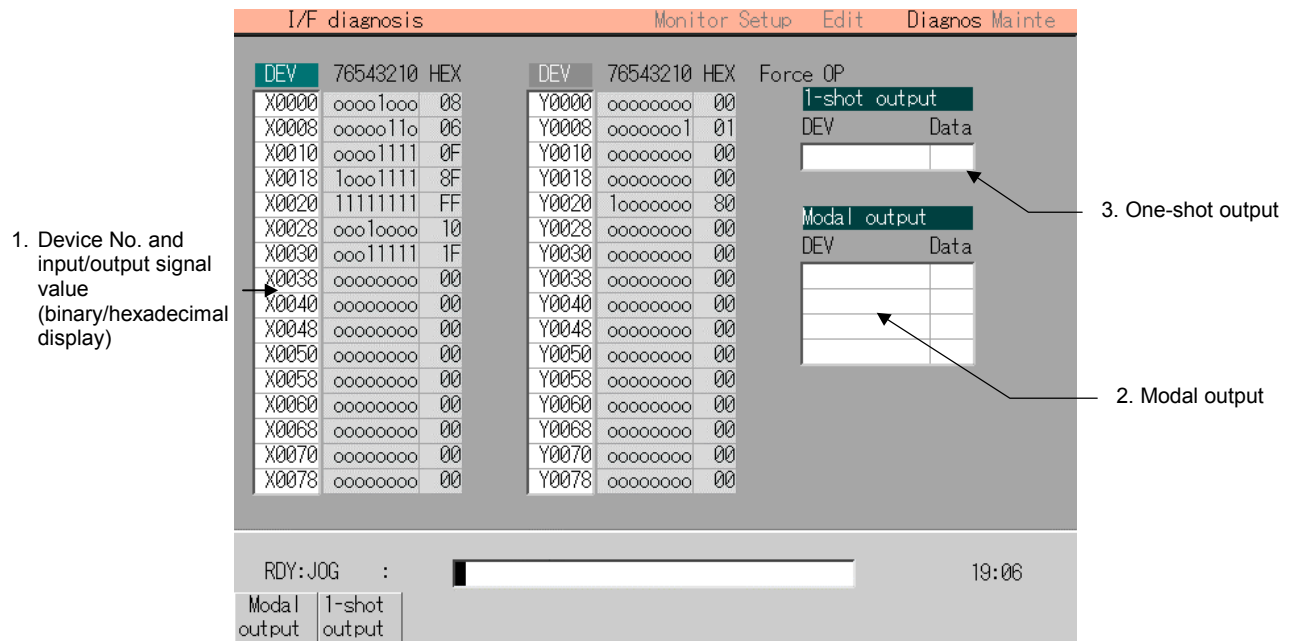 I/F diagnosis Monitor Setup Edit Diagnos Mainte
DEV 76543210 HEX DEV 76543210 HEX Force OP
X0000 oooo1ooo 08 Y0000 oooooooo 00 1-shot output
X0008 ooooo11o 06 Y0008 ooooooo1 01 DEV Data
X0010 oooo1111 0F Y0010 oooooooo 00
X0018 1ooo1111 8F Y0018 oooooooo 00
X0020 11111111 FF Y0020 1ooooooo 80
X0028 ooo1oooo 10 Y0028 oooooooo 00 Modal output
X0030 ooo11111 1F Y0030 oooooooo 00 DEV Data
X0038 oooooooo 00 Y0038 oooooooo 00
X0040 oooooooo 00 Y0040 oooooooo 00
X0048 oooooooo 00 Y0048 oooooooo 00
X0050 oooooooo 00 Y0050 oooooooo 00
X0058 oooooooo 00 Y0058 oooooooo 00
X0060 oooooooo 00 Y0060 oooooooo 00
X0068 oooooooo 00 Y0068 oooooooo 00
X0070 oooooooo 00 Y0070 oooooooo 00
X0078 oooooooo 00 Y0078 oooooooo 00
RDY:JOG : 19:06
Modal 1-shot
output output
1. Device No. and
input/output signal
value
(binary/hexadecimal
display)
3. One-shot output
2. Modal output